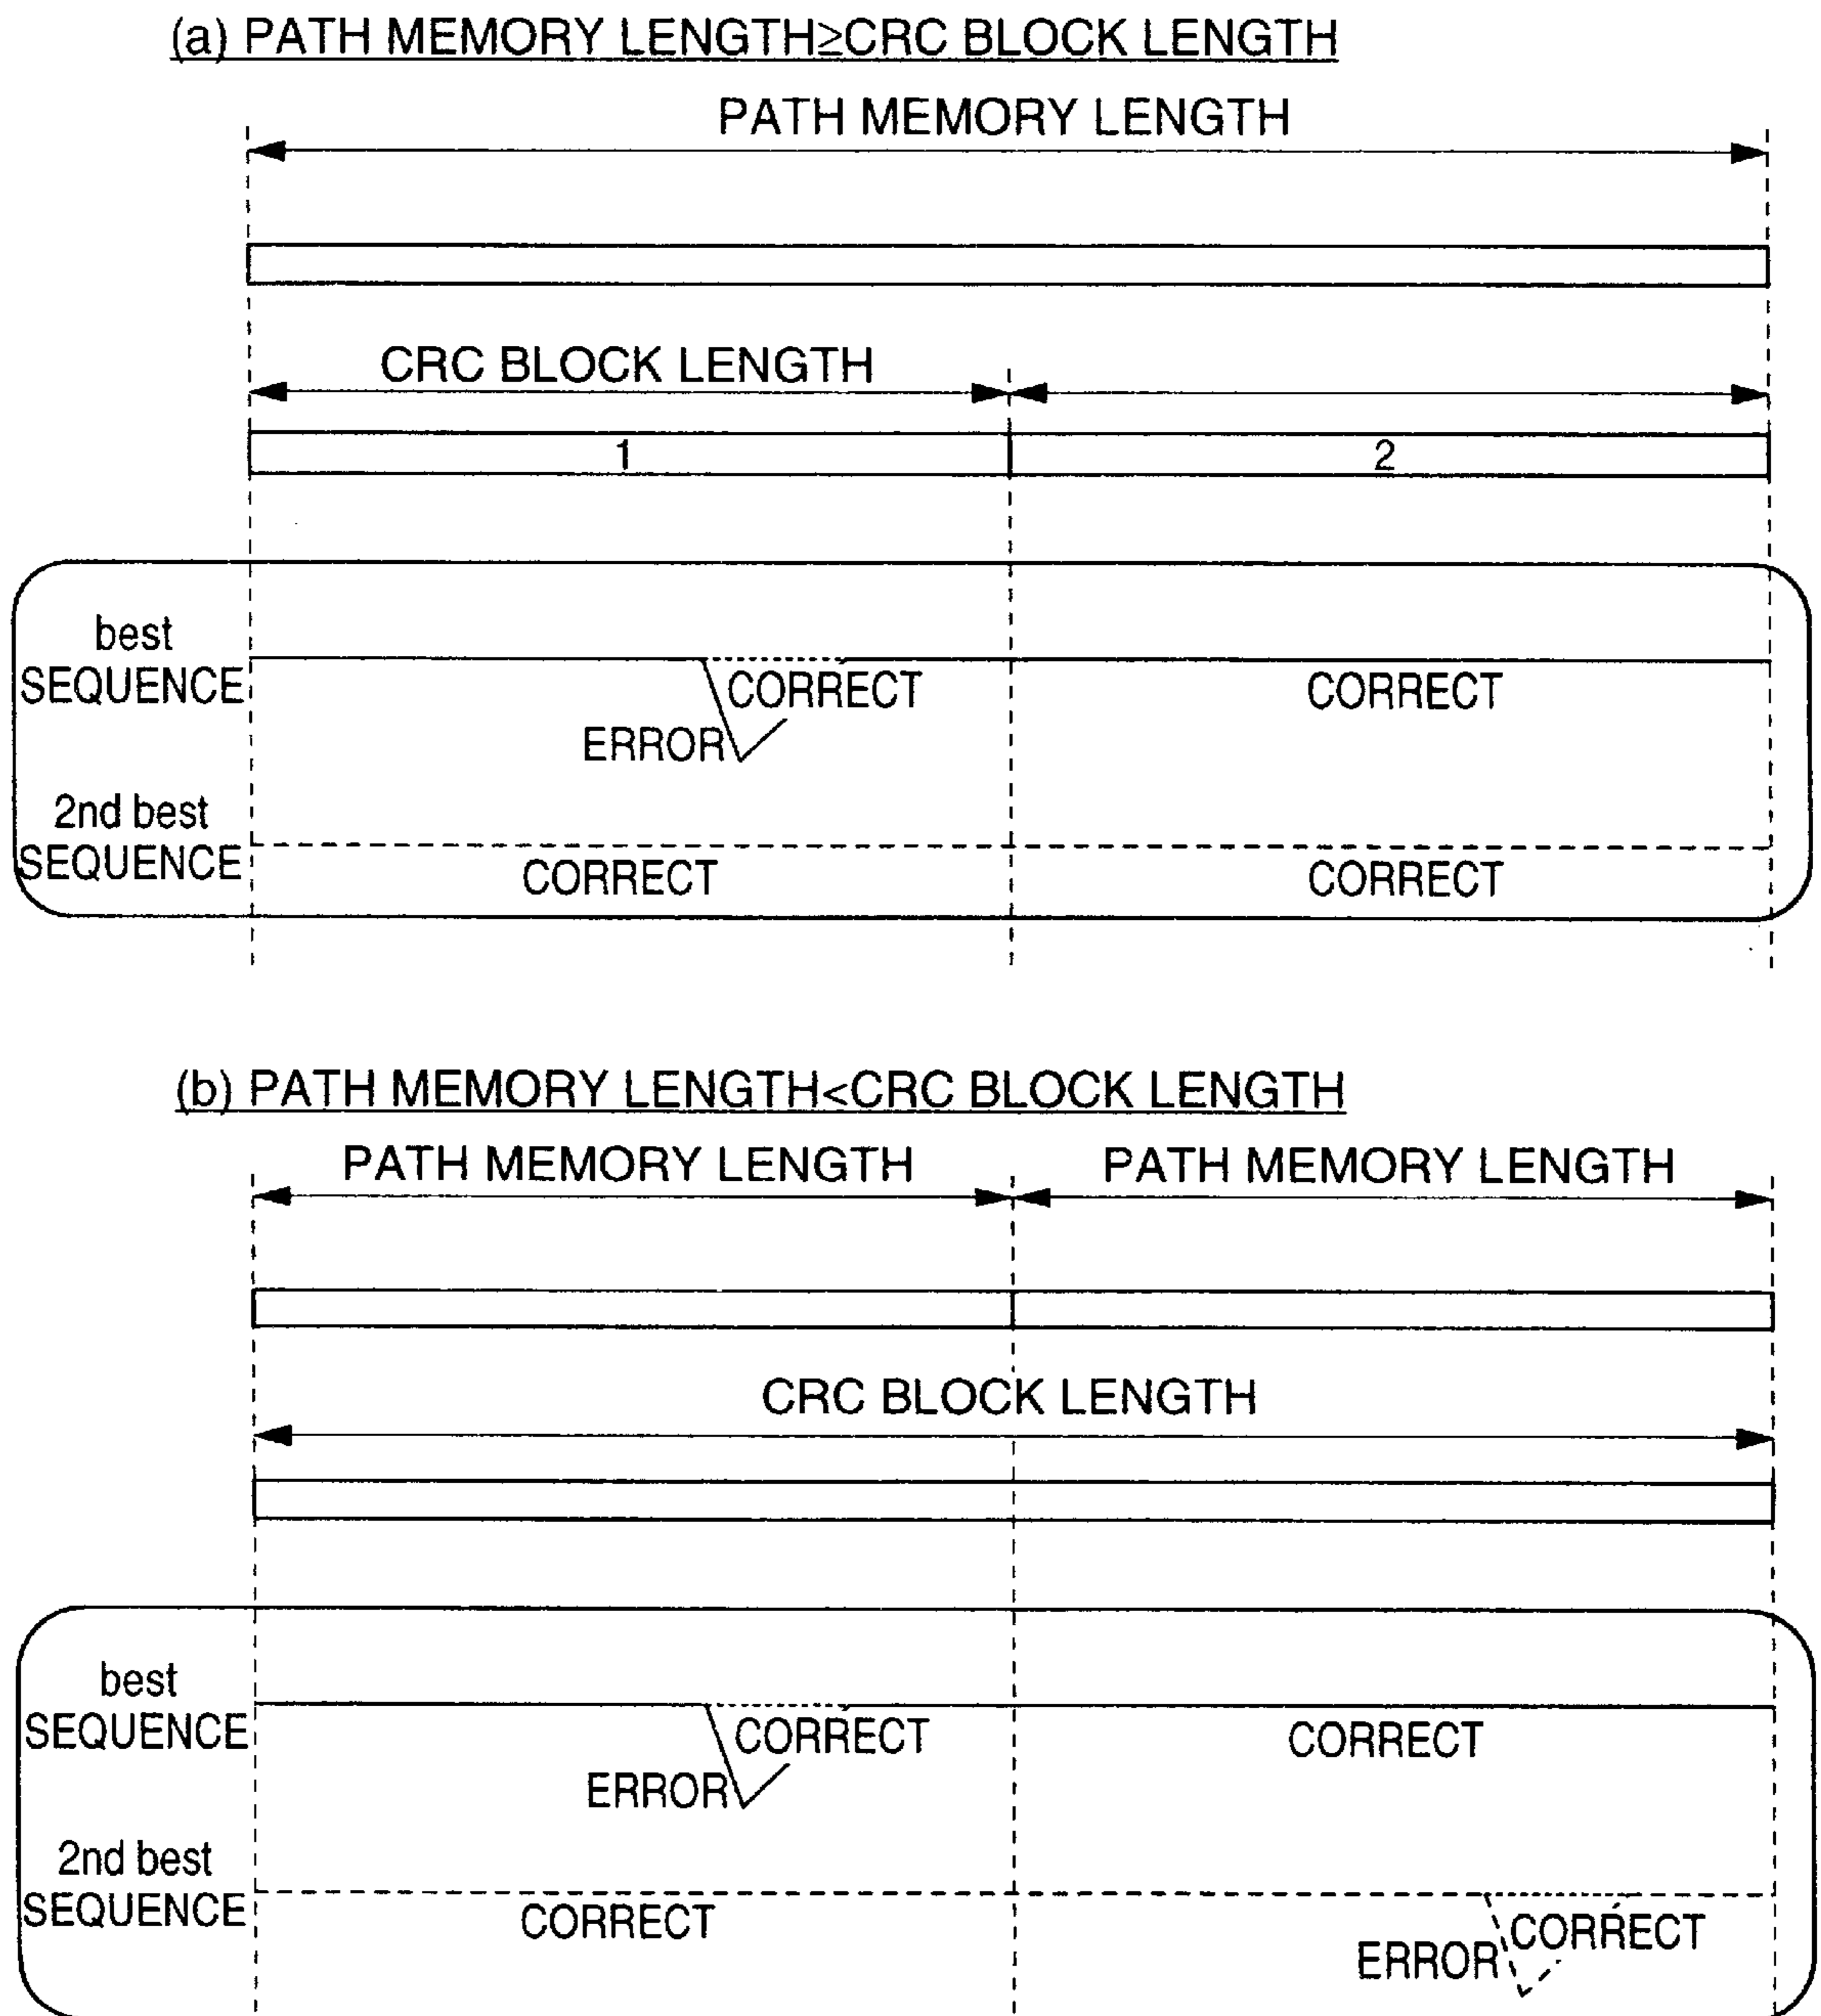 (a) PATH MEMORY LENGTH≥CRC BLOCK LENGTH
PATH MEMORY LENGTH
CRC BLOCK LENGTH
1 2
best
SEQUENCE
CORRECT CORRECT
ERROR
2nd best
SEQUENCE
CORRECT CORRECT
(b) PATH MEMORY LENGTH<CRC BLOCK LENGTH
PATH MEMORY LENGTH PATH MEMORY LENGTH
CRC BLOCK LENGTH
best
SEQUENCE
CORRECT CORRECT
ERROR
2nd best
SEQUENCE
CORRECT CORRECT
ERROR